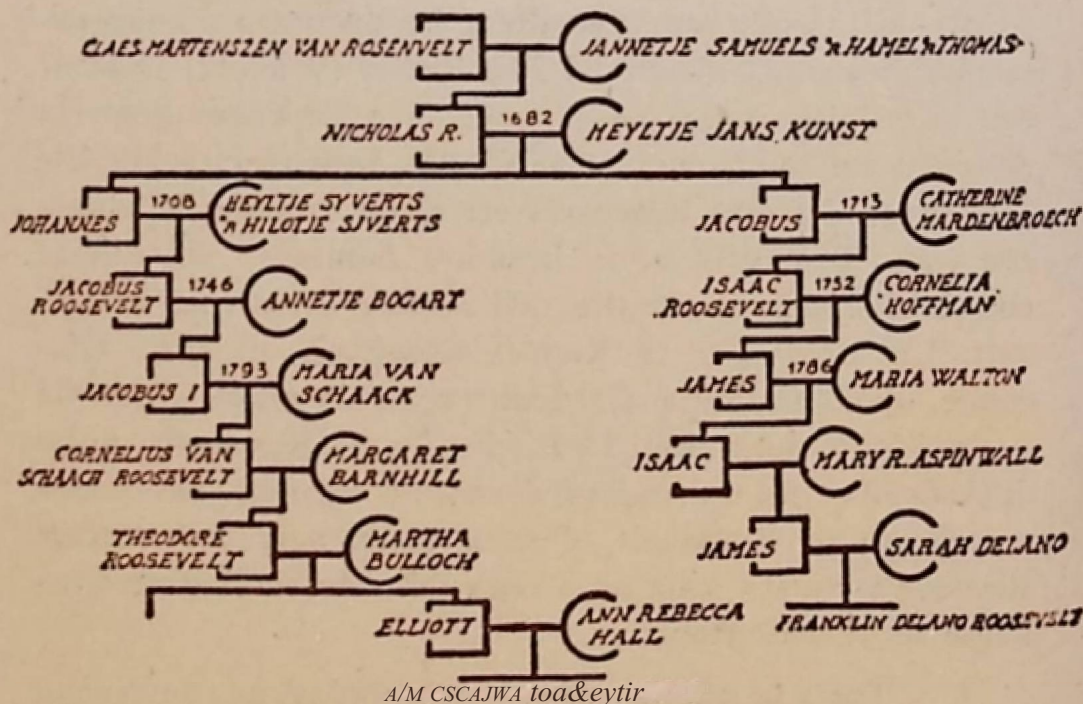 CLAES MARTENSZEN VAN ROSENVELT
JANNETJE SAMUELS HAMEL THOMAS
NICHOLAS R.
1682
HEYLTJE JANS. KUNST
JOHANNES
1708
HEYLTJE SYVERTS
HILOTJE SJVERTS
JACOBUS
1713
CATHERINE
HARDENBROECH
JACOBUS
ROOSEVELT
1746
ANNETJE BOGART
ISAAC
ROOSEVELT
1752
CORNELIA
HOFFMAN
JACOBUS I
1793
MARIA VAN
SCHAACK
JAMES
1786
MARIA WALTON
CORNELIUS VAN
SCHAACH ROOSEVELT
MARGARET
BARNHILL
ISAAC
MARY R. ASPINWALL
THEODORE
ROOSEVELT
MARTHA
BULLOCH
JAMES
SARAH DELANO
ELLIOTT
ANN REBECCA
HALL
FRANKLIN DELANO ROOSEVELT
A/M CSCAJWA toa&eytir